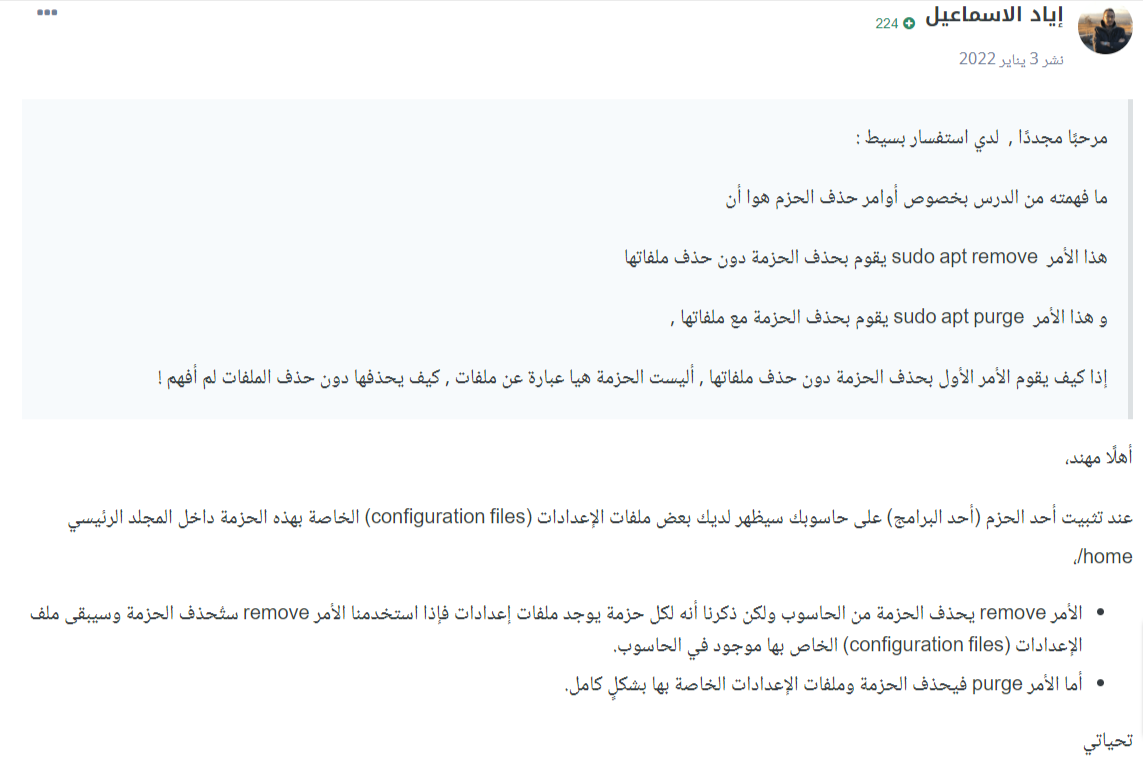 إياد الاسماعيل 224
نشر 3 يناير 2022
مرحبًا مجددًا , لدي استفسار بسيط :
ما فهمته من الدرس بخصوص أوامر حذف الحزم هوا أن
هذا الأمر sudo apt remove يقوم بحذف الحزمة دون حذف ملفاتها
و هذا الأمر sudo apt purge يقوم بحذف الحزمة مع ملفاتها ,
إذا كيف يقوم الأمر الأول بحذف الحزمة دون حذف ملفاتها , أليست الحزمة هيا عبارة عن ملفات , كيف يحذفها دون حذف الملفات لم أفهم !
أهلًا مهند،
عند تثبيت أحد الحزم (أحد البرامج) على حاسوبك سيظهر لديك بعض ملفات الإعدادات (configuration files) الخاصة بهذه الحزمة داخل المجلد الرئيسي
home/،
الأمر remove يحذف الحزمة من الحاسوب ولكن ذكرنا أنه لكل حزمة يوجد ملفات إعدادات فإذا استخدمنا الأمر remove ستُحذف الحزمة وسيبقى ملف
الإعدادات (configuration files) الخاص بها موجود في الحاسوب.
أما الأمر purge فيحذف الحزمة وملفات الإعدادات الخاصة بها بشكلٍ كامل.
تحياتي